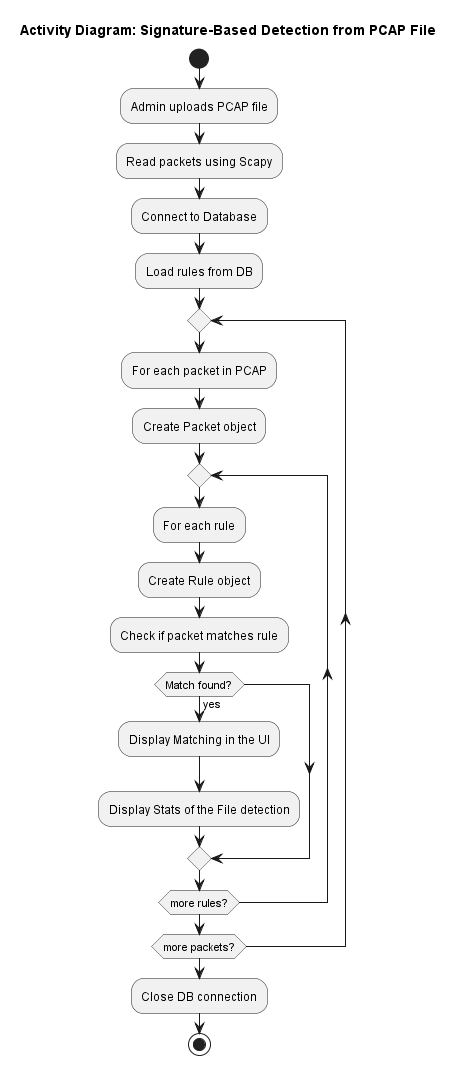 Activity Diagram: Signature-Based Detection from PCAP File
Admin uploads PCAP file
Read packets using Scapy
Connect to Database
Load rules from DB
For each packet in PCAP
Create Packet object
For each rule
Create Rule object
Check if packet matches rule
Match found?
yes
Display Matching in the UI
Display Stats of the File detection
more rules?
more packets?
Close DB connection